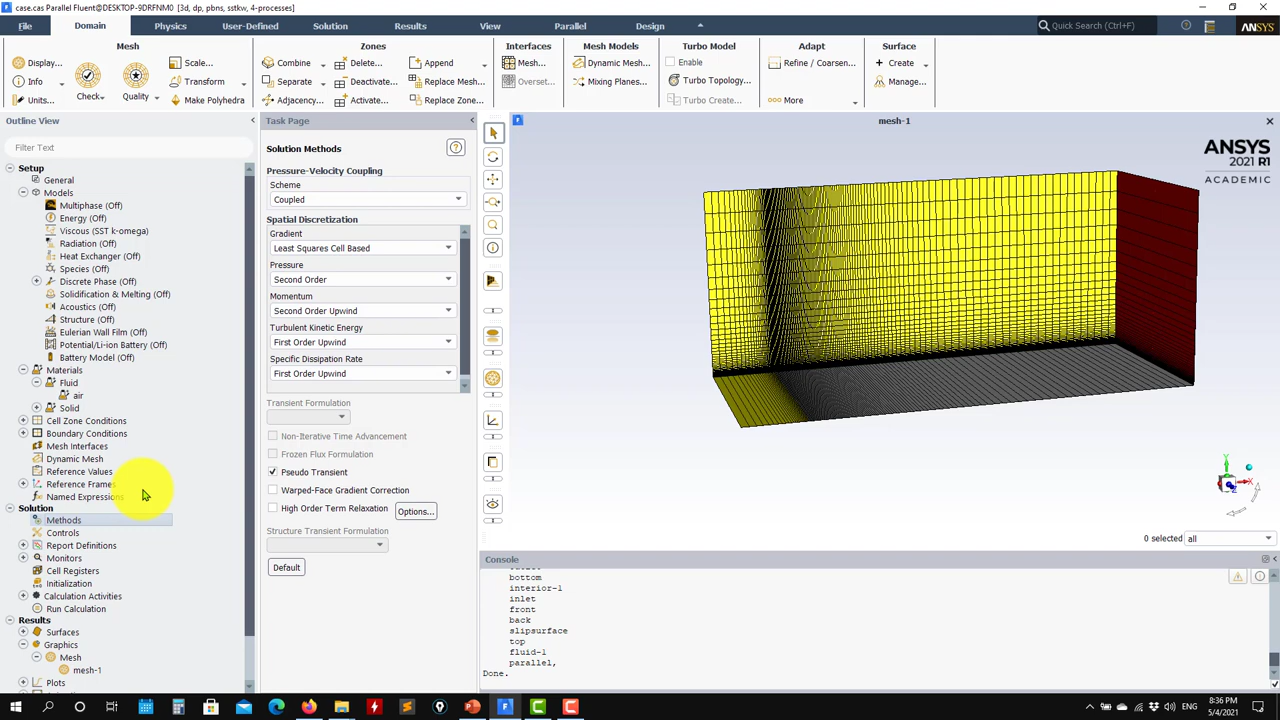 case.cas Parallel Fluent@DESKTOP-9DRFNM0 [3d, dp, pbns, sstkw, 4-processes]
File Domain Physics User-Defined Solution Results View Parallel Design Quick Search (Ctrl+F) ANSYS
Mesh Zones Interfaces Mesh Models Turbo Model Adapt Surface
Display... Scale... Combine Delete... Append Mesh... Dynamic Mesh... Enable Refine / Coarsen... Create
Info Check Quality Transform Separate Deactivate... Replace Mesh... Overset... Mixing Planes... Turbo Topology... Manage...
Units... Make Polyhedra Adjacency... Activate... Replace Zone... Turbo Create... More
Outline View
Filter Text
Setup
General
Models
Multiphase (Off)
Energy (Off)
Viscous (SST k-omega)
Radiation (Off)
Heat Exchanger (Off)
Species (Off)
Discrete Phase (Off)
Solidification & Melting (Off)
Acoustics (Off)
Structure (Off)
Eulerian Wall Film (Off)
Potential/Li-ion Battery (Off)
Battery Model (Off)
Materials
Fluid
air
Solid
Cell Zone Conditions
Boundary Conditions
Mesh Interfaces
Dynamic Mesh
Reference Values
Reference Frames
Named Expressions
Solution
Methods
Controls
Report Definitions
Monitors
Cell Registers
Initialization
Calculation Activities
Run Calculation
Results
Surfaces
Graphics
Mesh
mesh-1
Plots
Task Page
Solution Methods
Pressure-Velocity Coupling
Scheme
Coupled
Spatial Discretization
Gradient
Least Squares Cell Based
Pressure
Second Order
Momentum
Second Order Upwind
Turbulent Kinetic Energy
First Order Upwind
Specific Dissipation Rate
First Order Upwind
Transient Formulation
Non-Iterative Time Advancement
Frozen Flux Formulation
Pseudo Transient
Warped-Face Gradient Correction
High Order Term Relaxation Options...
Structure Transient Formulation
Default
mesh-1
ANSYS
2021 R1
ACADEMIC
Y
X
Z
0 selected all
Console
bottom
interior-1
inlet
front
back
slipsurface
top
fluid-1
parallel,
Done.
ENG 8:36 PM
5/4/2021